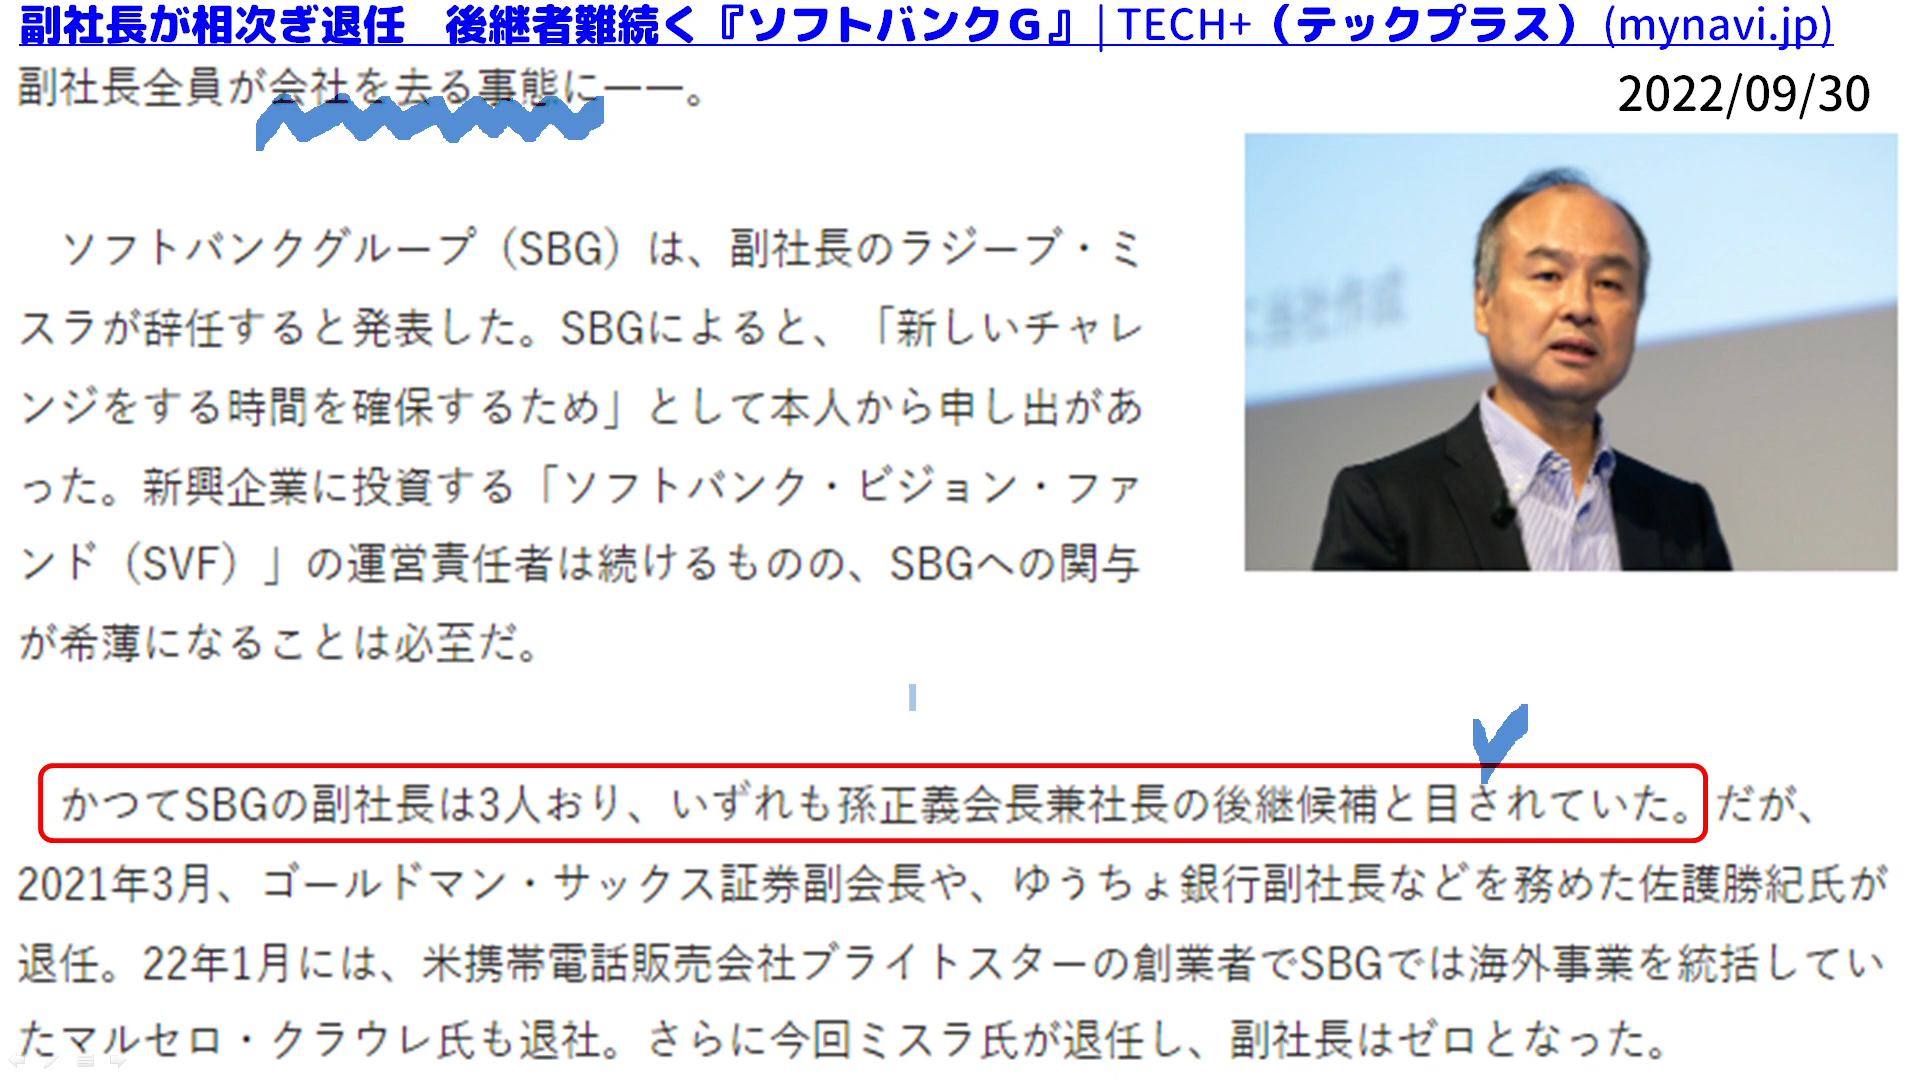 副社長が相次ぎ退任　後継者難続く『ソフトバンクＧ』 | TECH+（テックプラス） (mynavi.jp)
副社長全員が会社を去る事態に――。
2022/09/30
ソフトバンクグループ（SBG）は、副社長のラジーブ・ミ
スラが辞任すると発表した。SBGによると、「新しいチャレ
ンジをする時間を確保するため」として本人から申し出があ
った。新興企業に投資する「ソフトバンク・ビジョン・ファ
ンド（SVF）」の運営責任者は続けるものの、SBGへの関与
が希薄になることは必至だ。
に当社作成
かつてSBGの副社長は3人おり、いずれも孫正義会長兼社長の後継候補と目されていた。だが、
2021年3月、ゴールドマン・サックス証券副会長や、ゆうちょ銀行副社長などを務めた佐護勝紀氏が
退任。22年1月には、米携帯電話販売会社ブライトスターの創業者でSBGでは海外事業を統括してい
たマルセロ・クラウレ氏も退社。さらに今回ミスラ氏が退任し、副社長はゼロとなった。